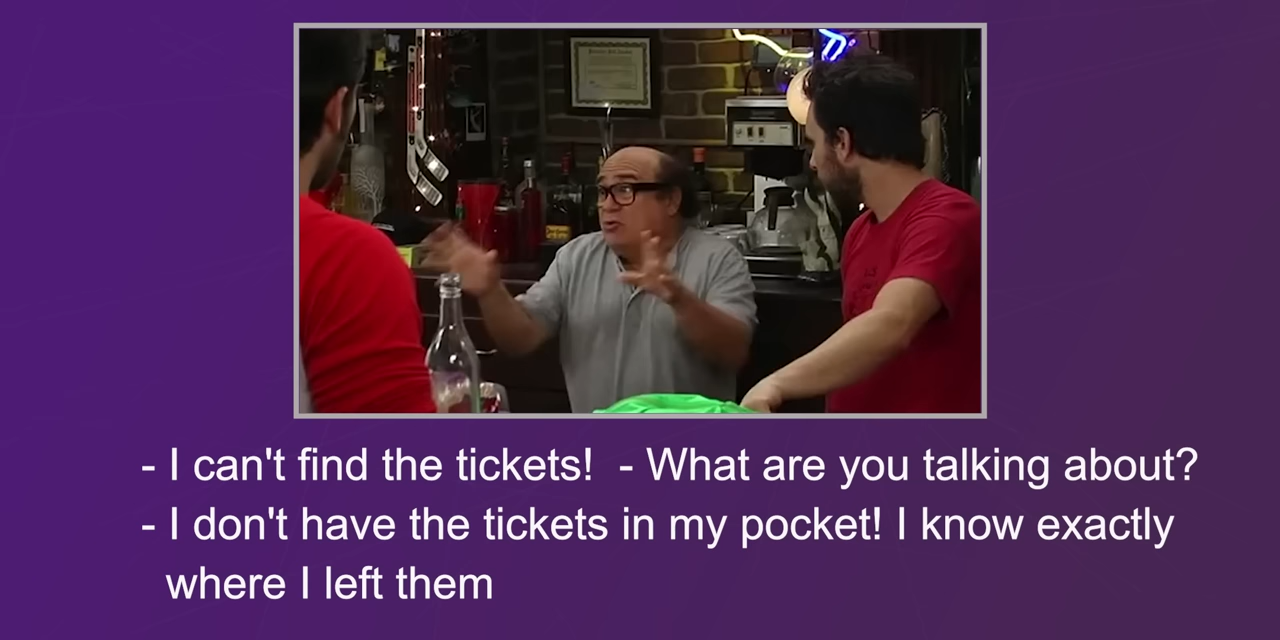 - I can't find the tickets!  - What are you talking about?
- I don't have the tickets in my pocket! I know exactly
where I left them